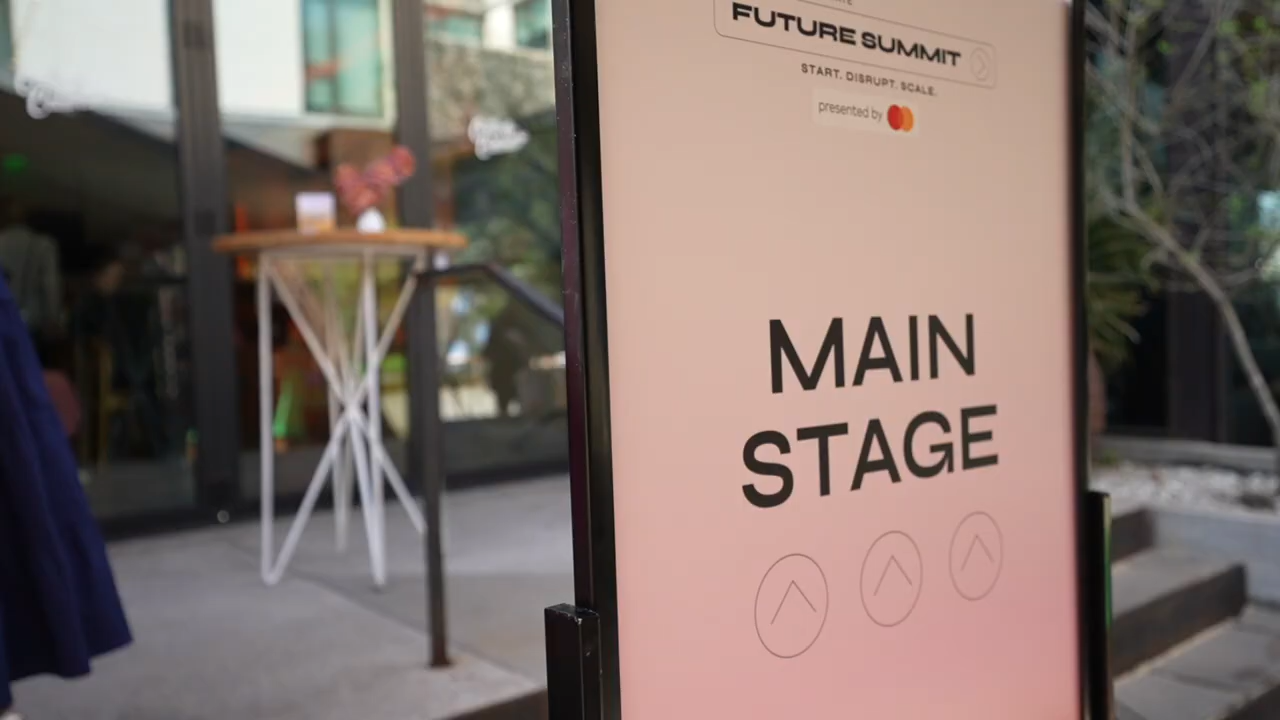 FUTURE SUMMIT
START. DISRUPT. SCALE.
presented by
MAIN
STAGE